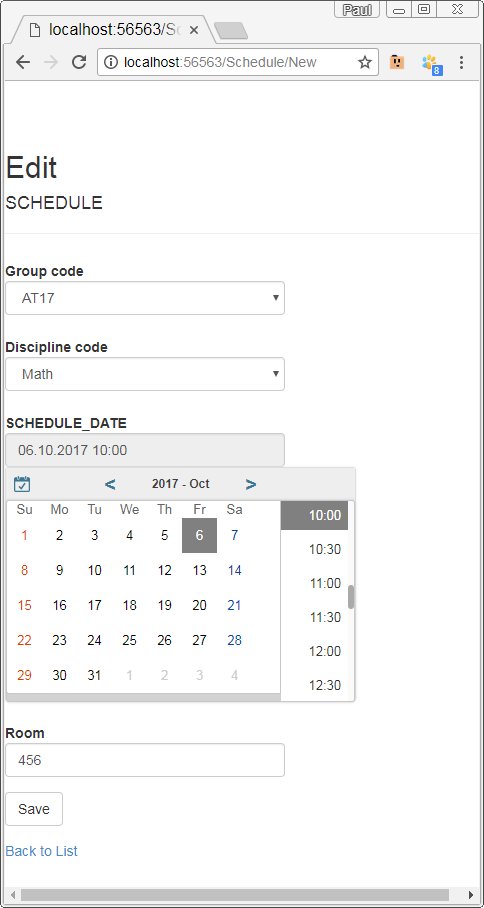 Paul
localhost:56563/Sc
localhost:56563/Schedule/New
8
Edit
SCHEDULE
Group code
AT17
Discipline code
Math
SCHEDULE_DATE
06.10.2017 10:00
< 2017 - Oct >
Su Mo Tu We Th Fr Sa
1 2 3 4 5 6 7
8 9 10 11 12 13 14
15 16 17 18 19 20 21
22 23 24 25 26 27 28
29 30 31 1 2 3 4
10:00
10:30
11:00
11:30
12:00
12:30
Room
456
Save
Back to List